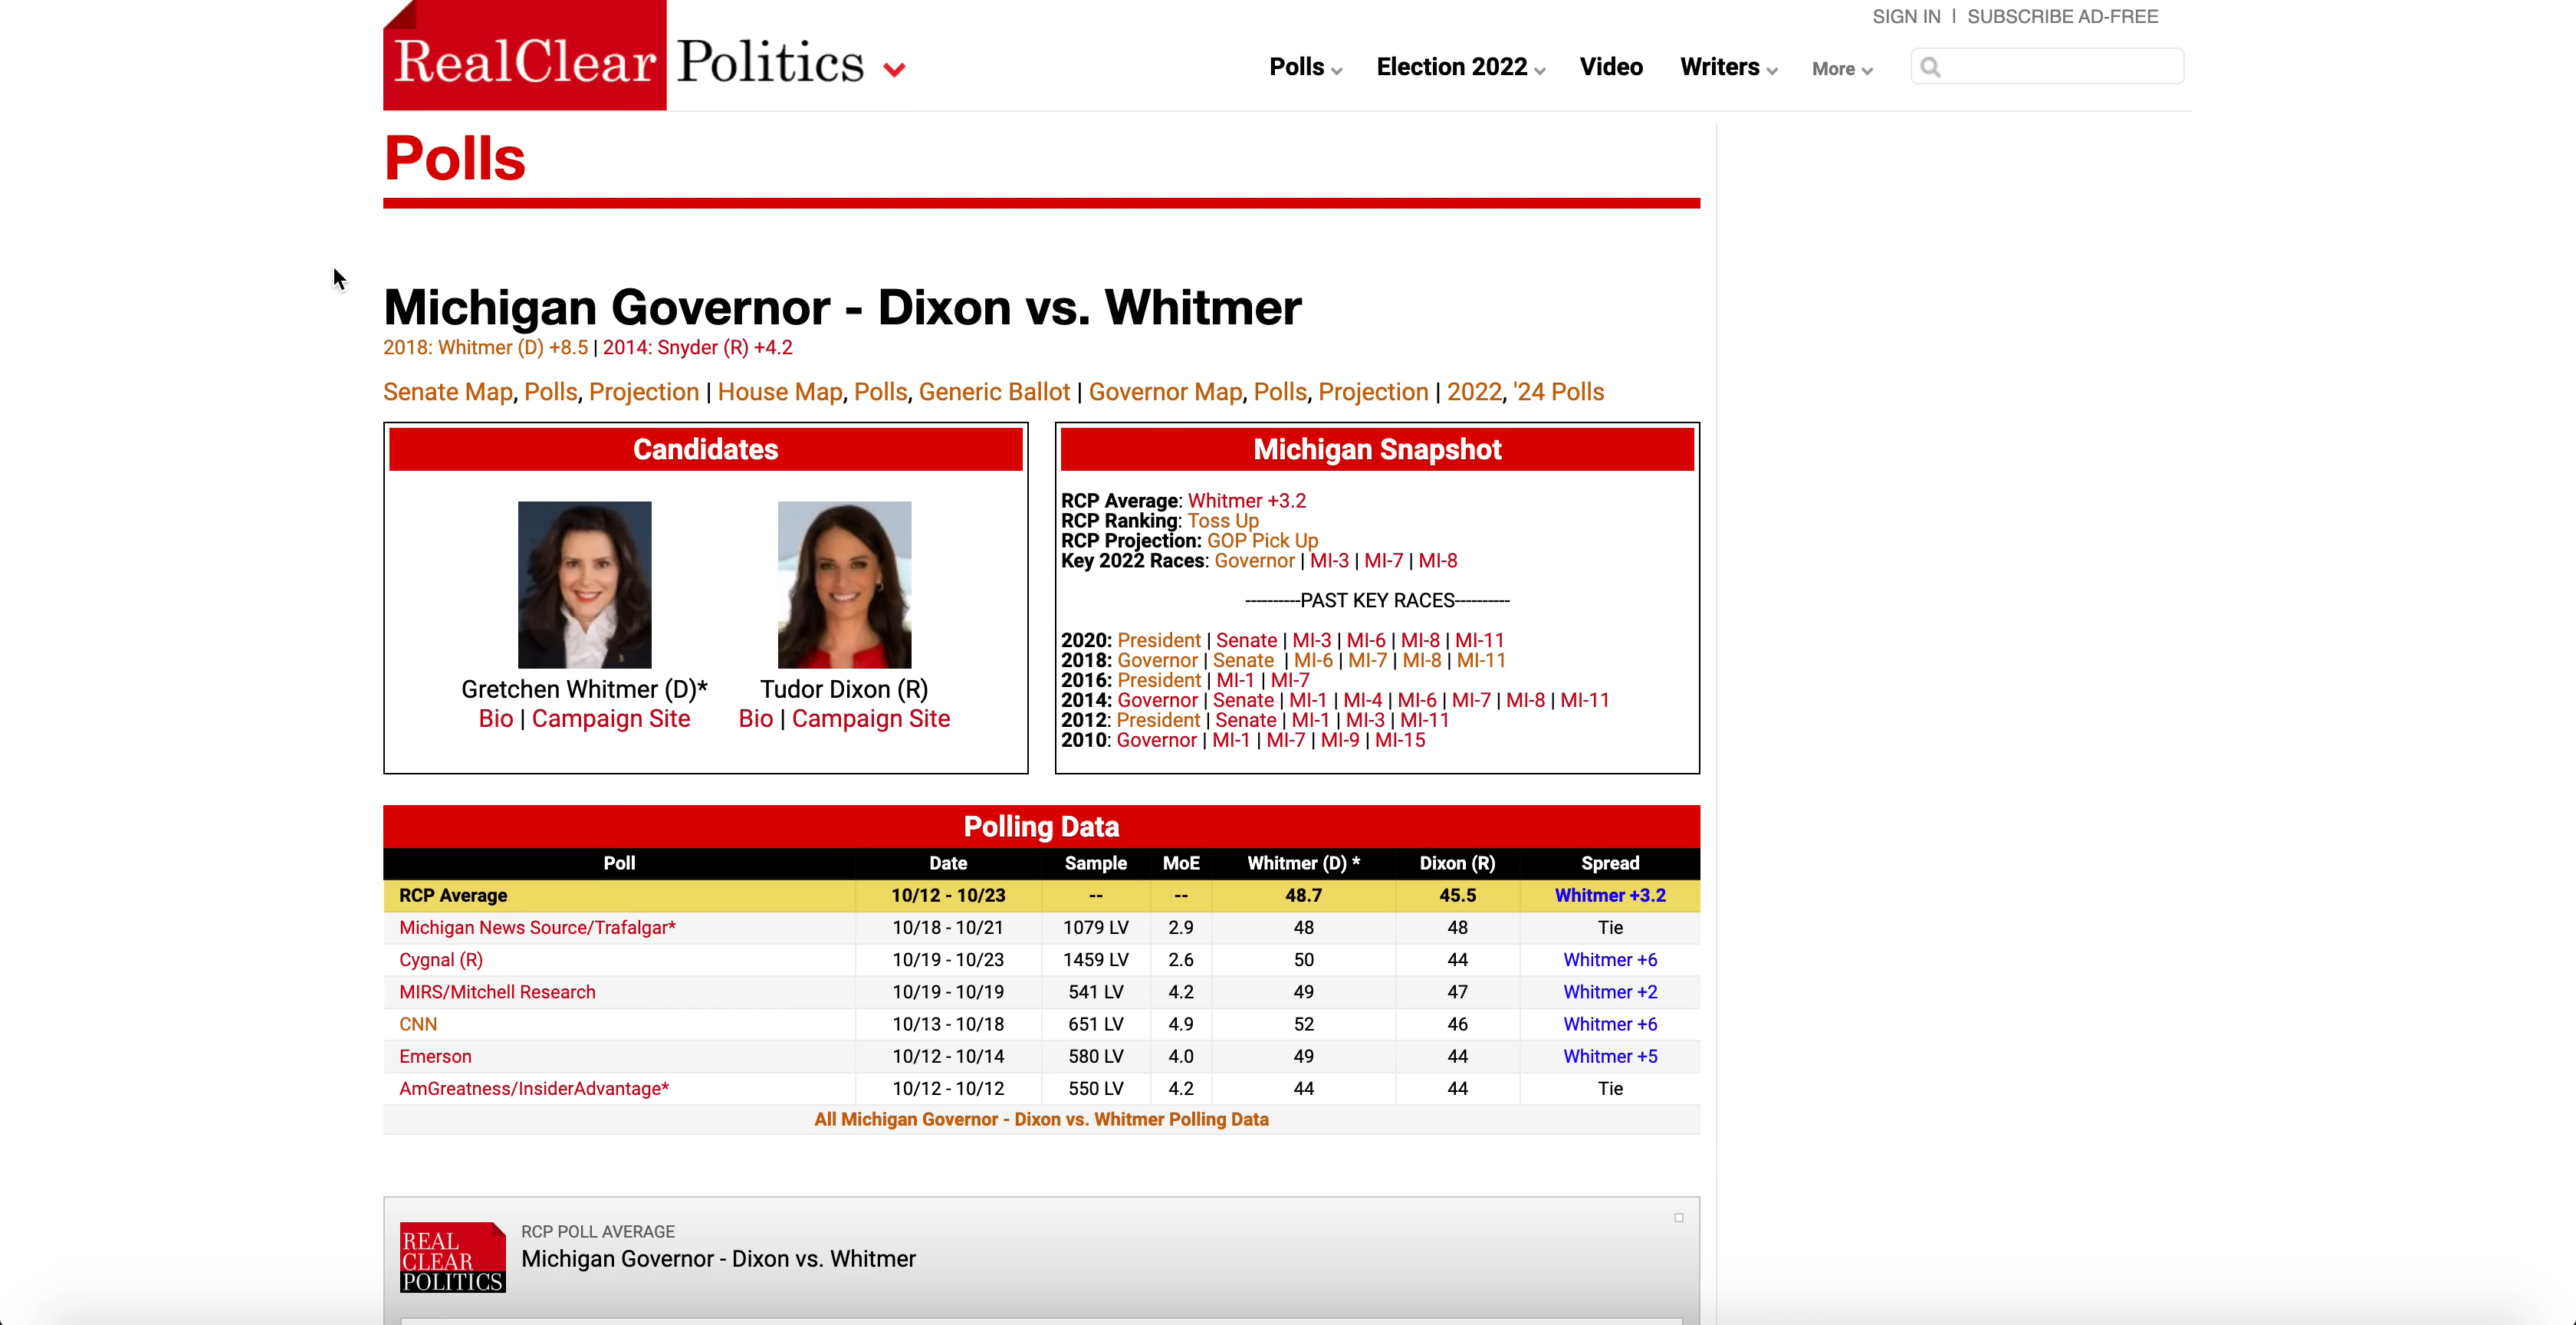 SIGN IN | SUBSCRIBE AD-FREE
RealClear Politics
Polls Election 2022 Video Writers More
Polls
Michigan Governor - Dixon vs. Whitmer
2018: Whitmer (D) +8.5 | 2014: Snyder (R) +4.2
Senate Map, Polls, Projection | House Map, Polls, Generic Ballot | Governor Map, Polls, Projection | 2022, '24 Polls
Candidates
Gretchen Whitmer (D)* Tudor Dixon (R)
Bio | Campaign Site Bio | Campaign Site
Michigan Snapshot
RCP Average: Whitmer +3.2
RCP Ranking: Toss Up
RCP Projection: GOP Pick Up
Key 2022 Races: Governor | MI-3 | MI-7 | MI-8
----------PAST KEY RACES----------
2020: President | Senate | MI-3 | MI-6 | MI-8 | MI-11
2018: Governor | Senate | MI-6 | MI-7 | MI-8 | MI-11
2016: President | MI-1 | MI-7
2014: Governor | Senate | MI-1 | MI-4 | MI-6 | MI-7 | MI-8 | MI-11
2012: President | Senate | MI-1 | MI-3 | MI-11
2010: Governor | MI-1 | MI-7 | MI-9 | MI-15
Polling Data
Poll Date Sample MoE Whitmer (D) * Dixon (R) Spread
RCP Average 10/12 - 10/23 -- -- 48.7 45.5 Whitmer +3.2
Michigan News Source/Trafalgar* 10/18 - 10/21 1079 LV 2.9 48 48 Tie
Cygnal (R) 10/19 - 10/23 1459 LV 2.6 50 44 Whitmer +6
MIRS/Mitchell Research 10/19 - 10/19 541 LV 4.2 49 47 Whitmer +2
CNN 10/13 - 10/18 651 LV 4.9 52 46 Whitmer +6
Emerson 10/12 - 10/14 580 LV 4.0 49 44 Whitmer +5
AmGreatness/InsiderAdvantage* 10/12 - 10/12 550 LV 4.2 44 44 Tie
All Michigan Governor - Dixon vs. Whitmer Polling Data
REAL
CLEAR
POLITICS
RCP POLL AVERAGE
Michigan Governor - Dixon vs. Whitmer